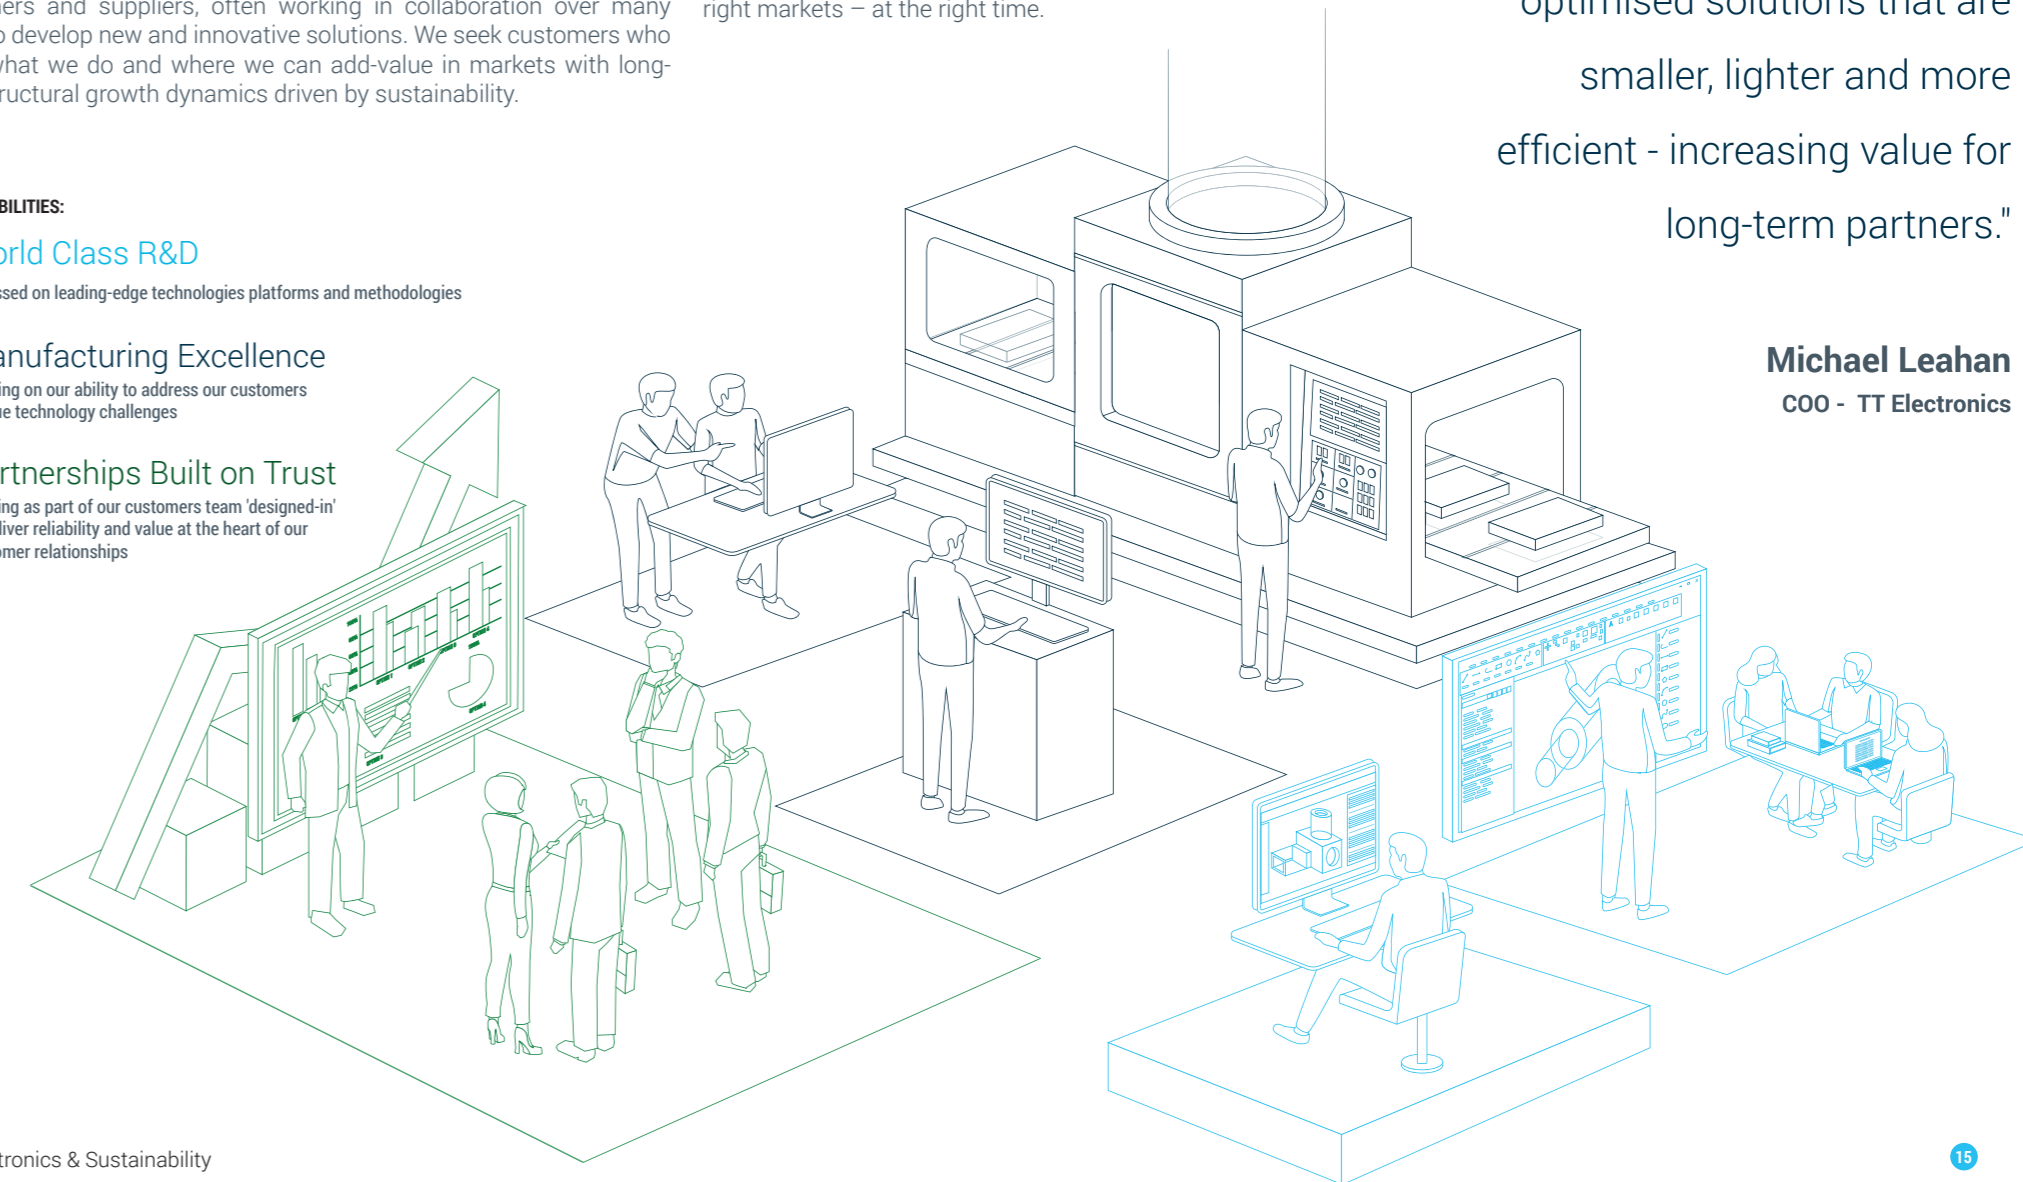 ners and suppliers, often working in collaboration over many
o develop new and innovative solutions. We seek customers who
what we do and where we can add-value in markets with long-
ructural growth dynamics driven by sustainability.
right markets – at the right time.
optimised solutions that are
smaller, lighter and more
efficient - increasing value for
long-term partners."
Michael Leahan
COO - TT Electronics
BILITIES:
orld Class R&D
ssed on leading-edge technologies platforms and methodologies
anufacturing Excellence
ing on our ability to address our customers
ue technology challenges
rtnerships Built on Trust
ing as part of our customers team 'designed-in'
liver reliability and value at the heart of our
omer relationships
tronics & Sustainability
15